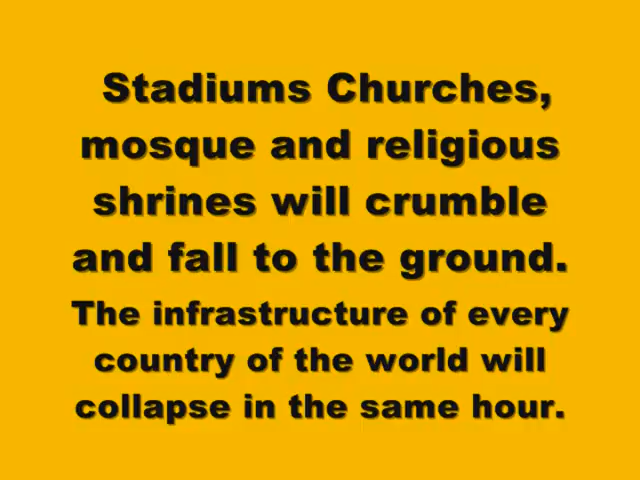 Stadiums Churches,
mosque and religious
shrines will crumble
and fall to the ground.
The infrastructure of every
country of the world will
collapse in the same hour.